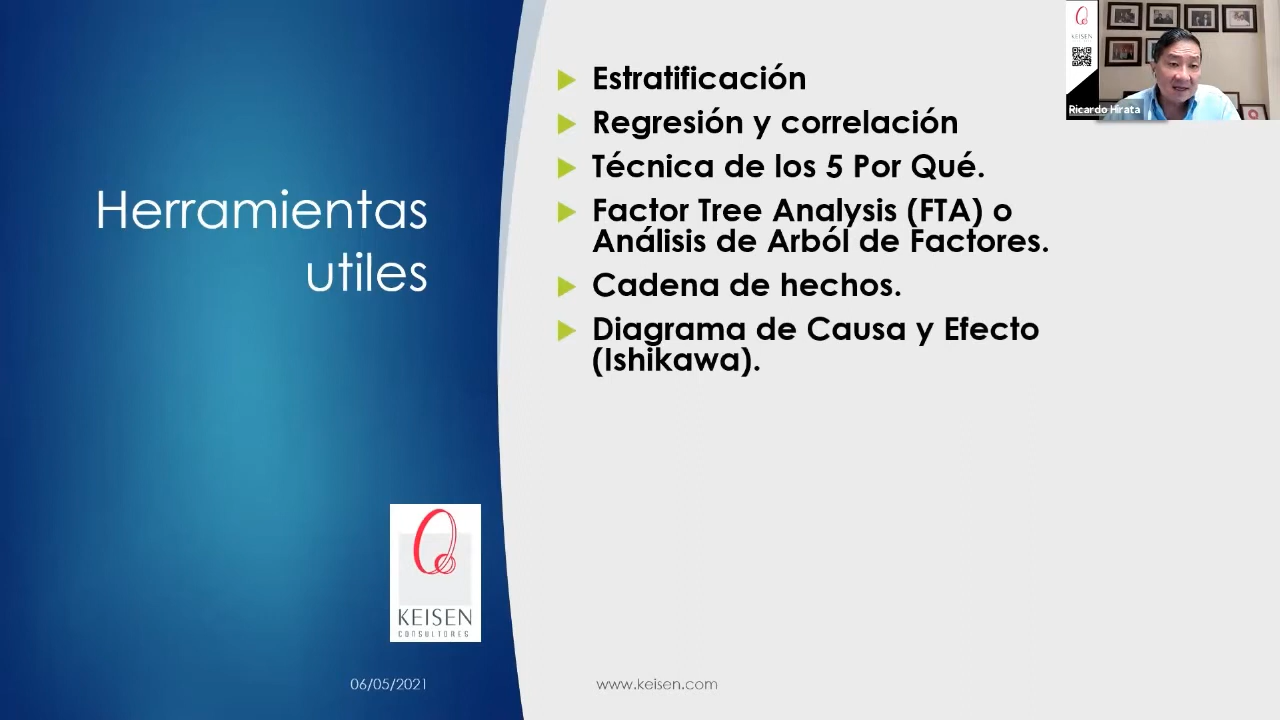 Herramientas
utiles
Estratificación
Regresión y correlación
Técnica de los 5 Por Qué.
Factor Tree Analysis (FTA) o
Análisis de Arból de Factores.
Cadena de hechos.
Diagrama de Causa y Efecto
(Ishikawa).
KEISEN
CONSULTORES
06/05/2021
www.keisen.com
KEISEN
Ricardo Hirata